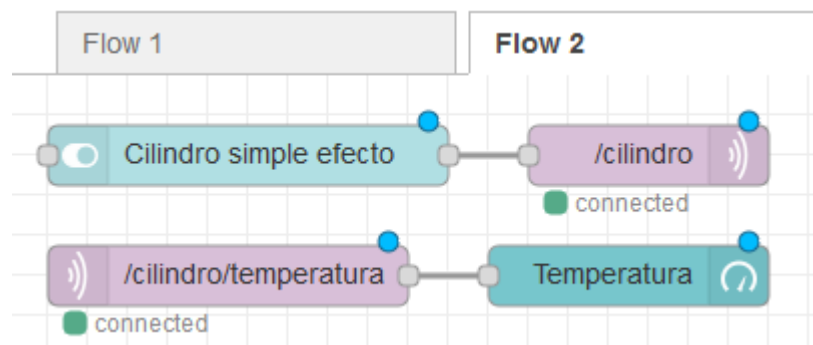 Flow 1
Flow 2
Cilindro simple efecto
/cilindro
connected
/cilindro/temperatura
Temperatura
connected